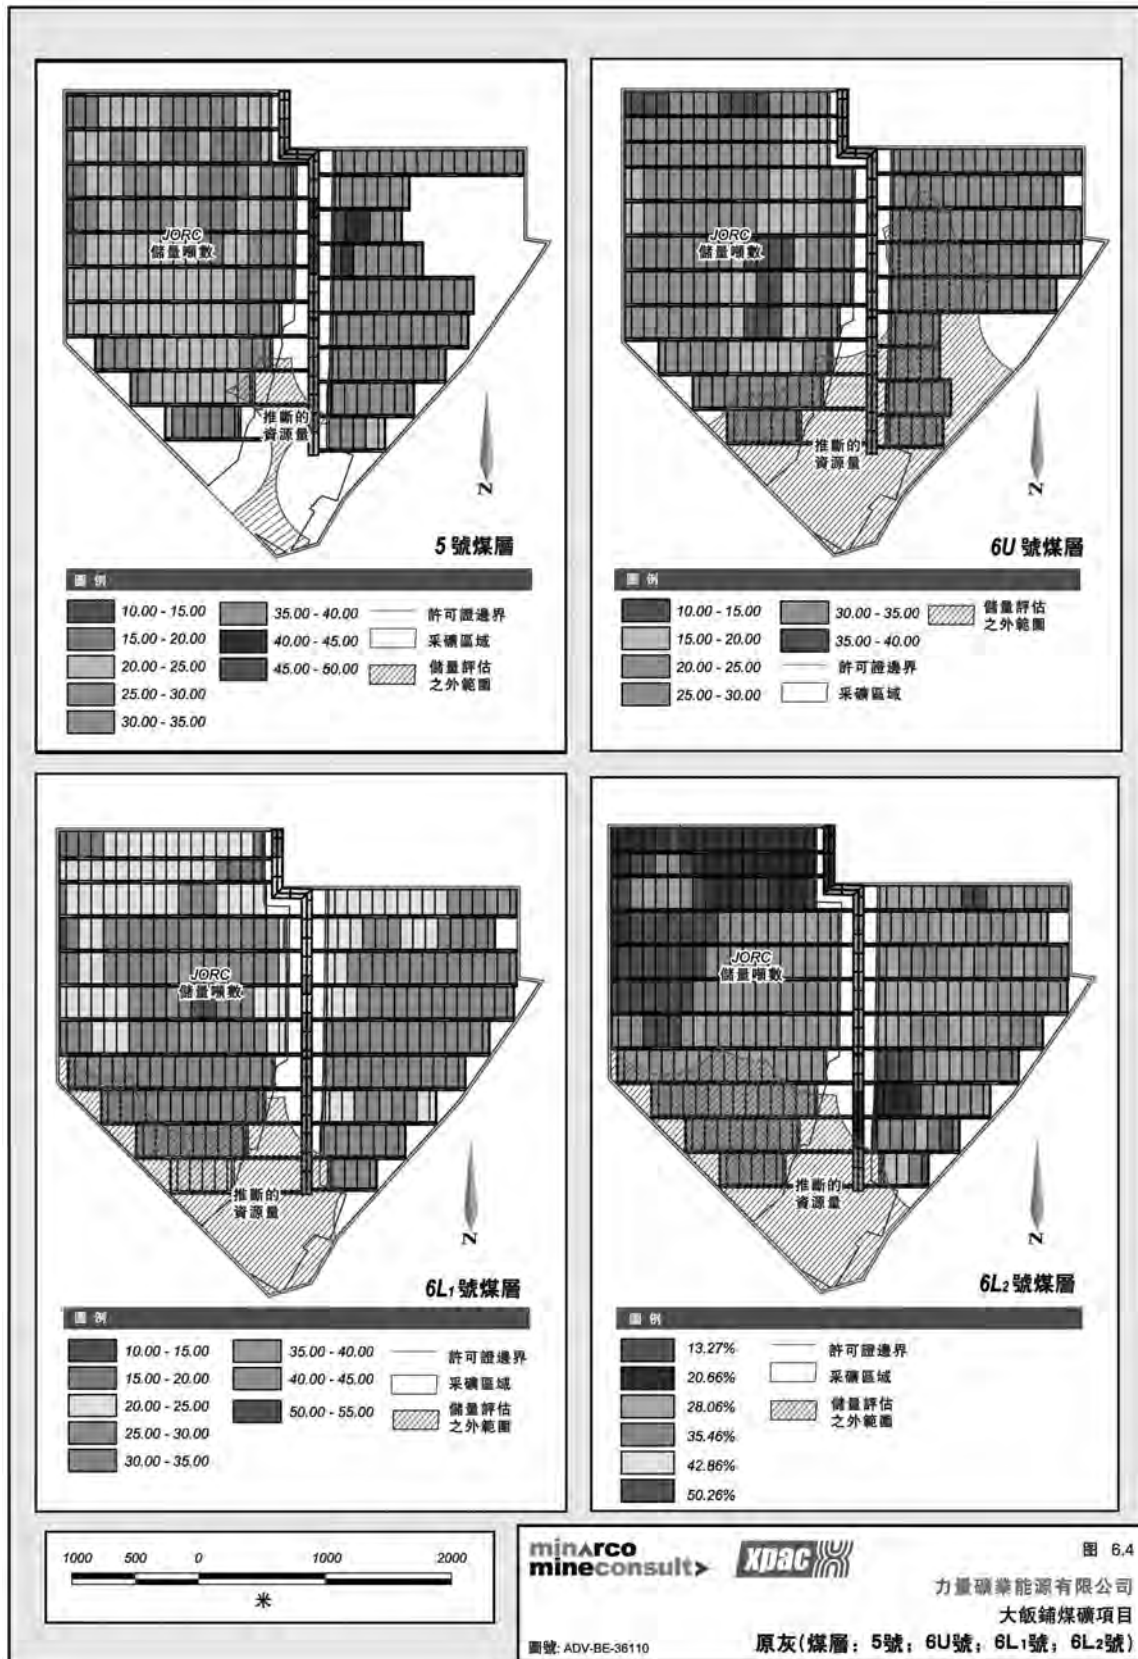 JORC
儲量噸數
推斷的
資源量
N
5 號煤層
圖例
10.00 - 15.00
15.00 - 20.00
20.00 - 25.00
25.00 - 30.00
30.00 - 35.00
35.00 - 40.00
40.00 - 45.00
45.00 - 50.00
許可證邊界
采礦區域
儲量評估
之外範圍
JORC
儲量噸數
推斷的
資源量
N
6U 號煤層
圖例
10.00 - 15.00
15.00 - 20.00
20.00 - 25.00
25.00 - 30.00
30.00 - 35.00
35.00 - 40.00
許可證邊界
采礦區域
儲量評估
之外範圍
JORC
儲量噸數
推斷的
資源量
N
6L1號煤層
圖例
10.00 - 15.00
15.00 - 20.00
20.00 - 25.00
25.00 - 30.00
30.00 - 35.00
35.00 - 40.00
40.00 - 45.00
50.00 - 55.00
許可證邊界
采礦區域
儲量評估
之外範圍
JORC
儲量噸數
推斷的
資源量
N
6L2號煤層
圖例
13.27%
20.66%
28.06%
35.46%
42.86%
50.26%
許可證邊界
采礦區域
儲量評估
之外範圍
1000 500 0 1000 2000
米
minarco
mineconsult
xpac
图 6.4
力量礦業能源有限公司
大飯鋪煤礦項目
圖號: ADV-BE-36110
原灰(煤層：5號；6U號；6L1號；6L2號)